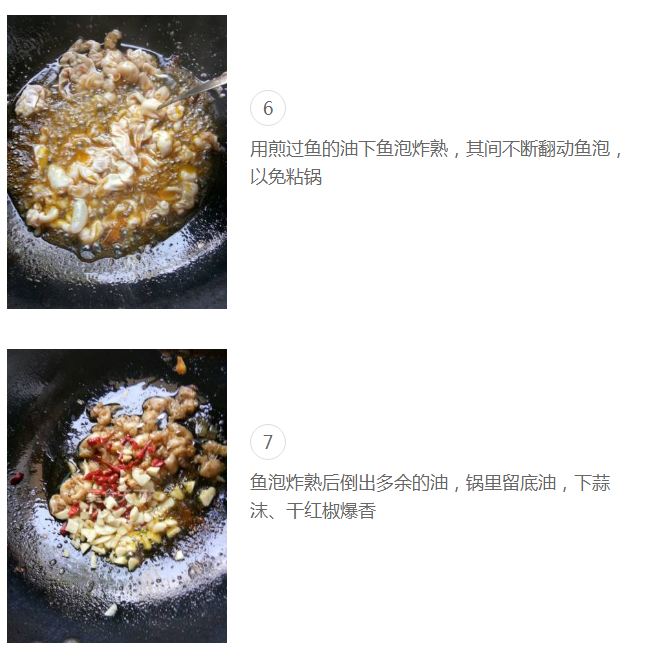 6
用煎过鱼的油下鱼泡炸熟，其间不断翻动鱼泡，
以免粘锅
7
鱼泡炸熟后倒出多余的油，锅里留底油，下蒜
沫、干红椒爆香